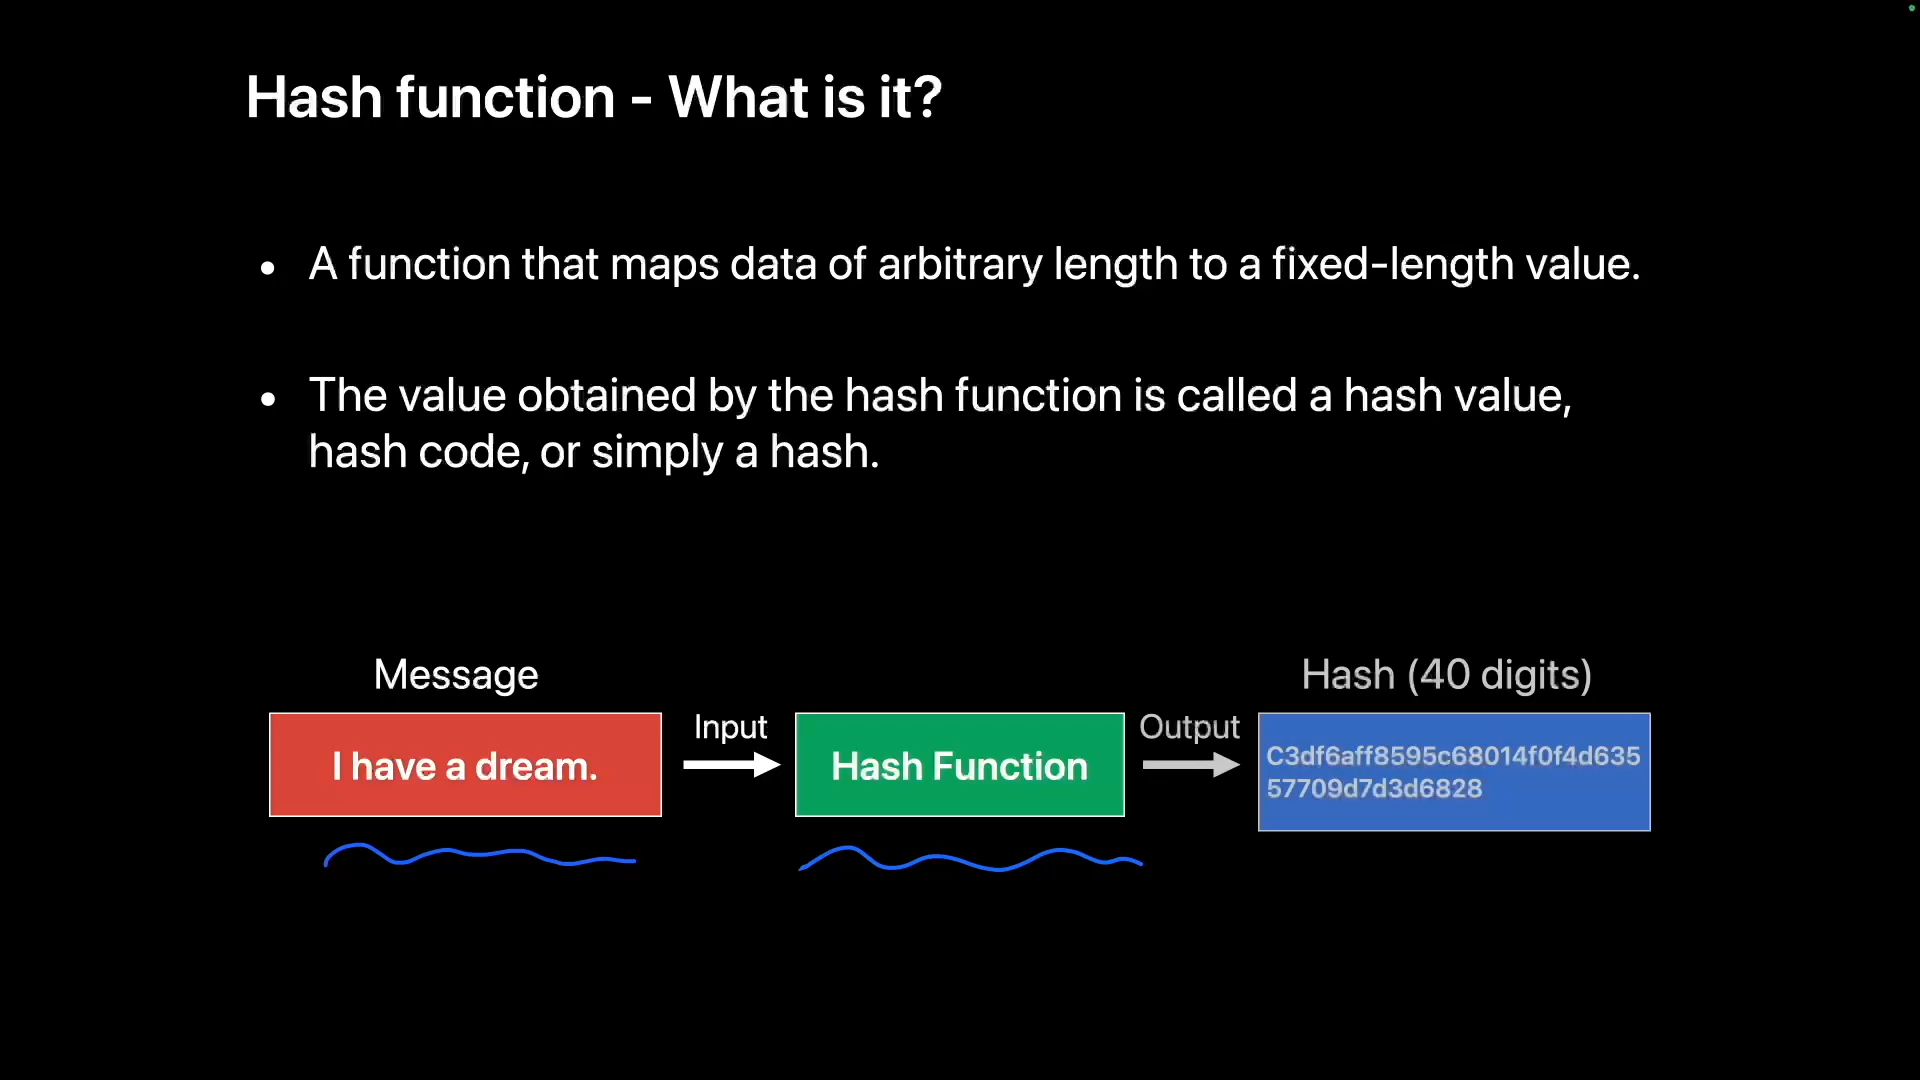 Hash function - What is it?
• A function that maps data of arbitrary length to a fixed-length value.
• The value obtained by the hash function is called a hash value,
hash code, or simply a hash.
Message
Input
Output
Hash (40 digits)
I have a dream.
Hash Function
C3df6aff8595c68014f0f4d635
57709d7d3d6828